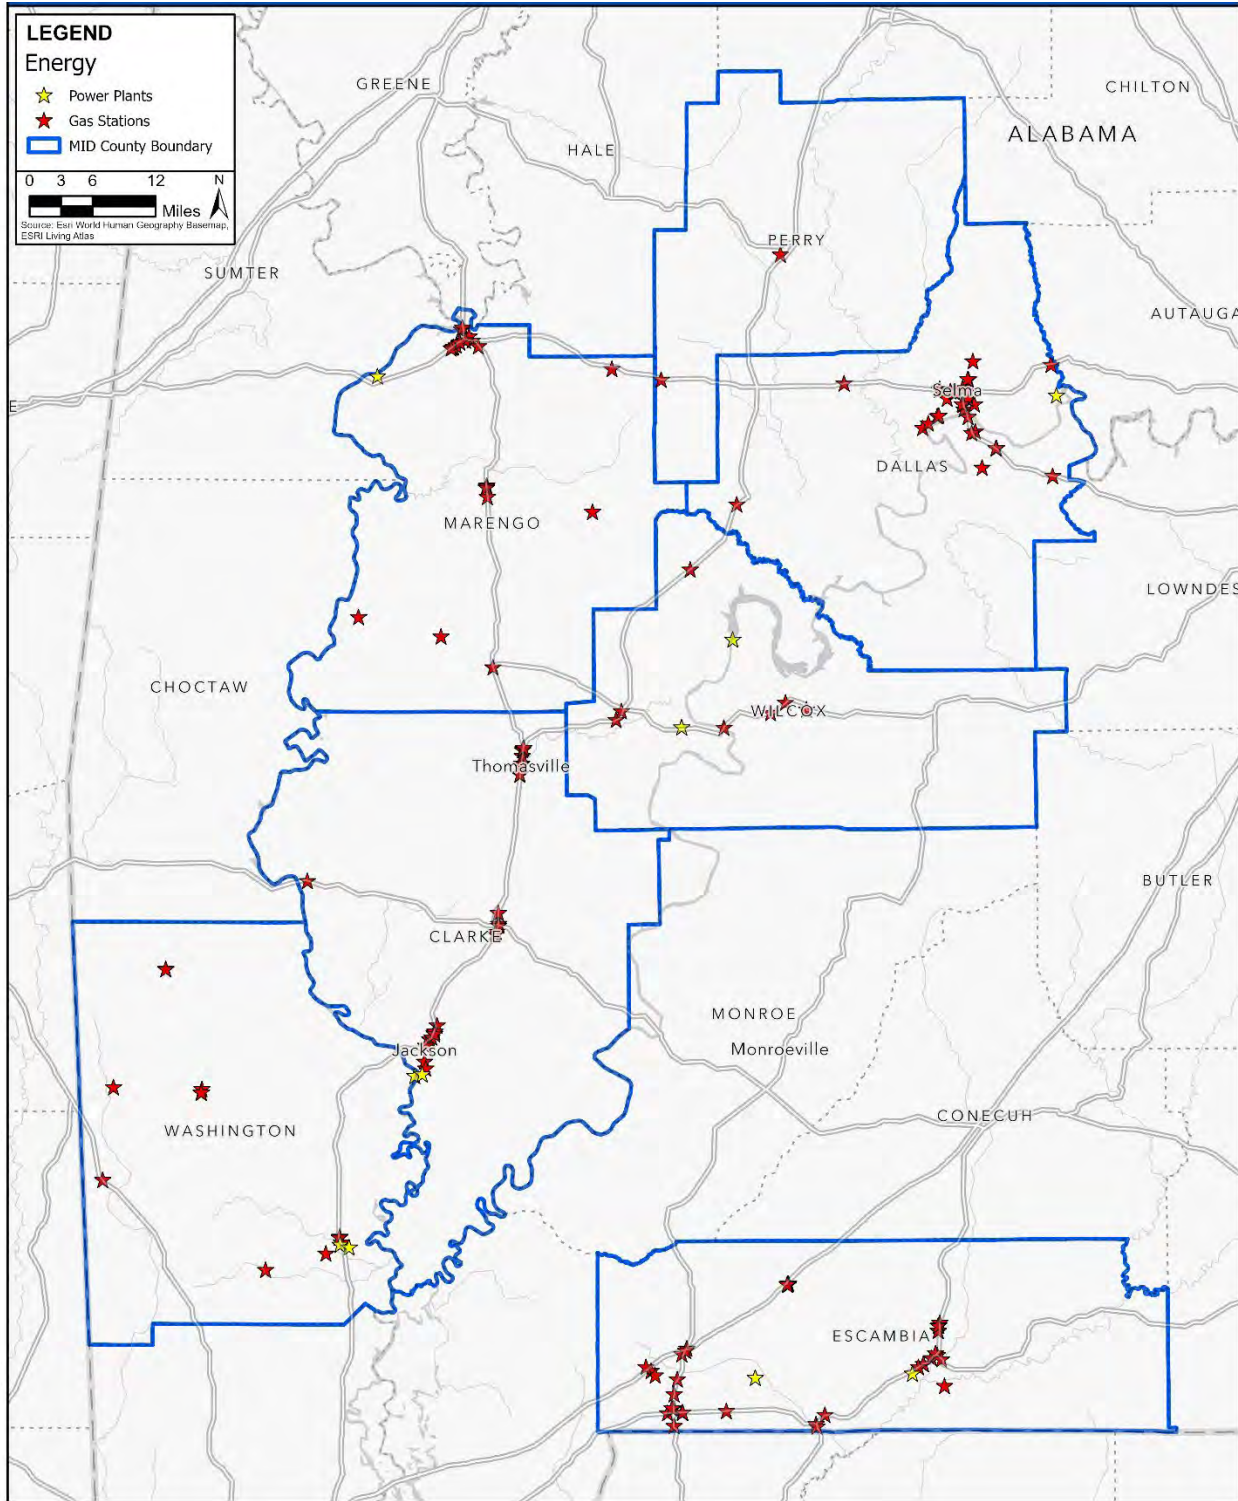 LEGEND
Energy
Power Plants
Gas Stations
MID County Boundary
0 3 6 12 N
Miles
Source: Esri World Human Geography Basemap,
ESRI Living Atlas
GREENE
CHILTON
ALABAMA
HALE
PERRY
SUMTER
AUTAUGA
E
Selma
DALLAS
MARENGO
LOWNDES
CHOCTAW
WILCOX
Thomasville
BUTLER
CLARKE
MONROE
Jackson
Monroeville
CONECUH
WASHINGTON
ESCAMBIA